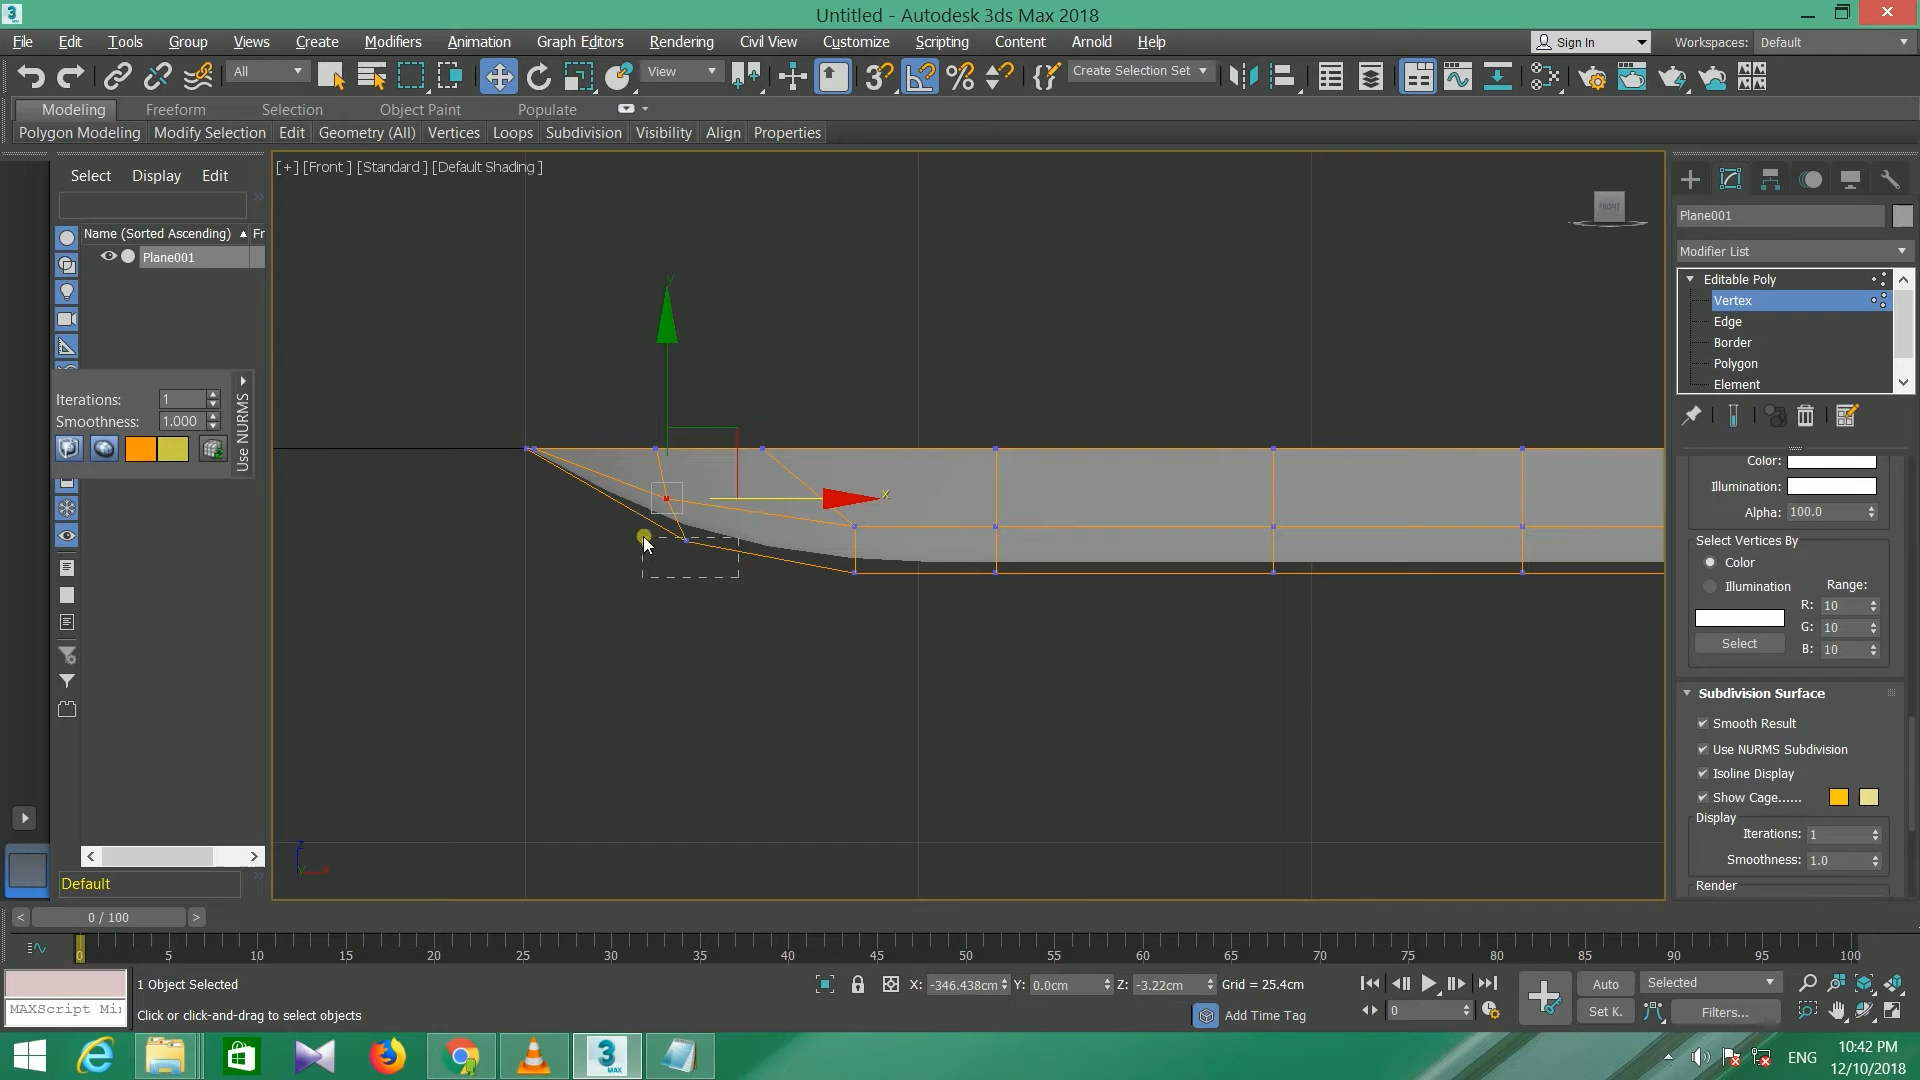 Untitled - Autodesk 3ds Max 2018
File Edit Tools Group Views Create Modifiers Animation Graph Editors Rendering Civil View Customize Scripting Content Arnold Help
Sign In
Workspaces: Default
All
View
Create Selection Set
Modeling Freeform Selection Object Paint Populate
Polygon Modeling Modify Selection Edit Geometry (All) Vertices Loops Subdivision Visibility Align Properties
Select Display Edit
Name (Sorted Ascending) Fr
Plane001
Iterations: 1
Smoothness: 1.000
Use NURMS
Default
[+] [Front ] [Standard ] [Default Shading ]
FRONT
Y
X
Z
Plane001
Modifier List
Editable Poly
Vertex
Edge
Border
Polygon
Element
Color:
Illumination:
Alpha: 100.0
Select Vertices By
Color
Illumination
Range:
R: 10
G: 10
Select
B: 10
Subdivision Surface
Smooth Result
Use NURMS Subdivision
Isoline Display
Show Cage......
Display
Iterations: 1
Smoothness: 1.0
Render
< 0 / 100 >
0 5 10 15 20 25 30 35 40 45 50 55 60 65 70 75 80 85 90 95 100
1 Object Selected
X: -346.438cm Y: 0.0cm Z: -3.22cm Grid = 25.4cm
Auto
Selected
MAXScript Mi
Click or click-and-drag to select objects
Add Time Tag
0
Set K.
Filters...
3
MAX
ENG
10:42 PM
12/10/2018